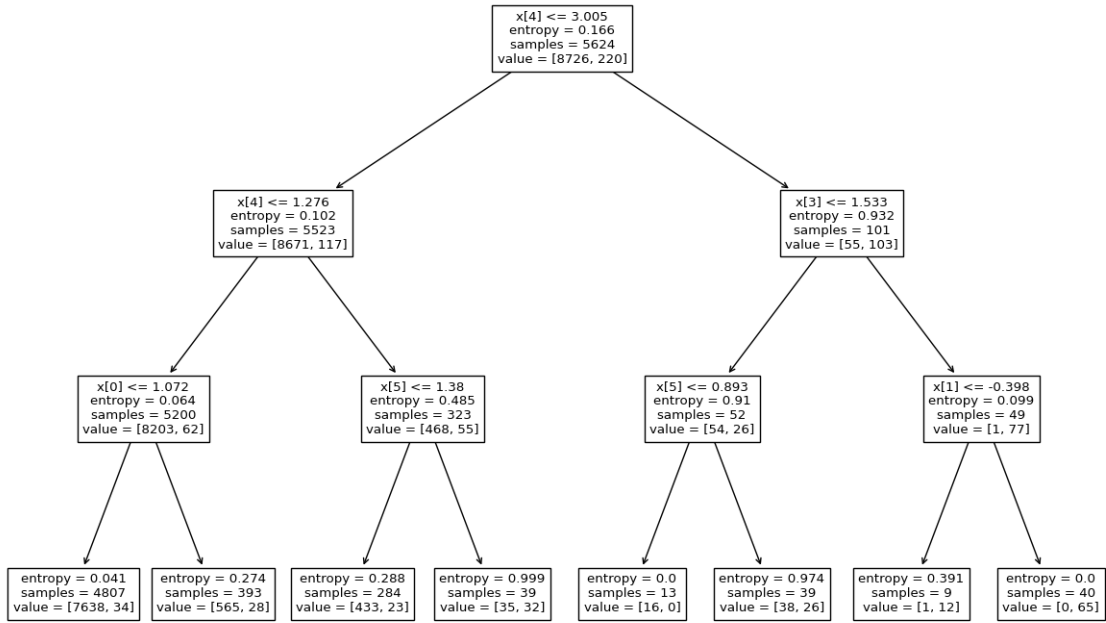 x[4] <= 3.005
entropy = 0.166
samples = 5624
value = [8726, 220]
x[4] <= 1.276
entropy = 0.102
samples = 5523
value = [8671, 117]
x[3] <= 1.533
entropy = 0.932
samples = 101
value = [55, 103]
x[0] <= 1.072
entropy = 0.064
samples = 5200
value = [8203, 62]
x[5] <= 1.38
entropy = 0.485
samples = 323
value = [468, 55]
x[5] <= 0.893
entropy = 0.91
samples = 52
value = [54, 26]
x[1] <= -0.398
entropy = 0.099
samples = 49
value = [1, 77]
entropy = 0.041
samples = 4807
value = [7638, 34]
entropy = 0.274
samples = 393
value = [565, 28]
entropy = 0.288
samples = 284
value = [433, 23]
entropy = 0.999
samples = 39
value = [35, 32]
entropy = 0.0
samples = 13
value = [16, 0]
entropy = 0.974
samples = 39
value = [38, 26]
entropy = 0.391
samples = 9
value = [1, 12]
entropy = 0.0
samples = 40
value = [0, 65]